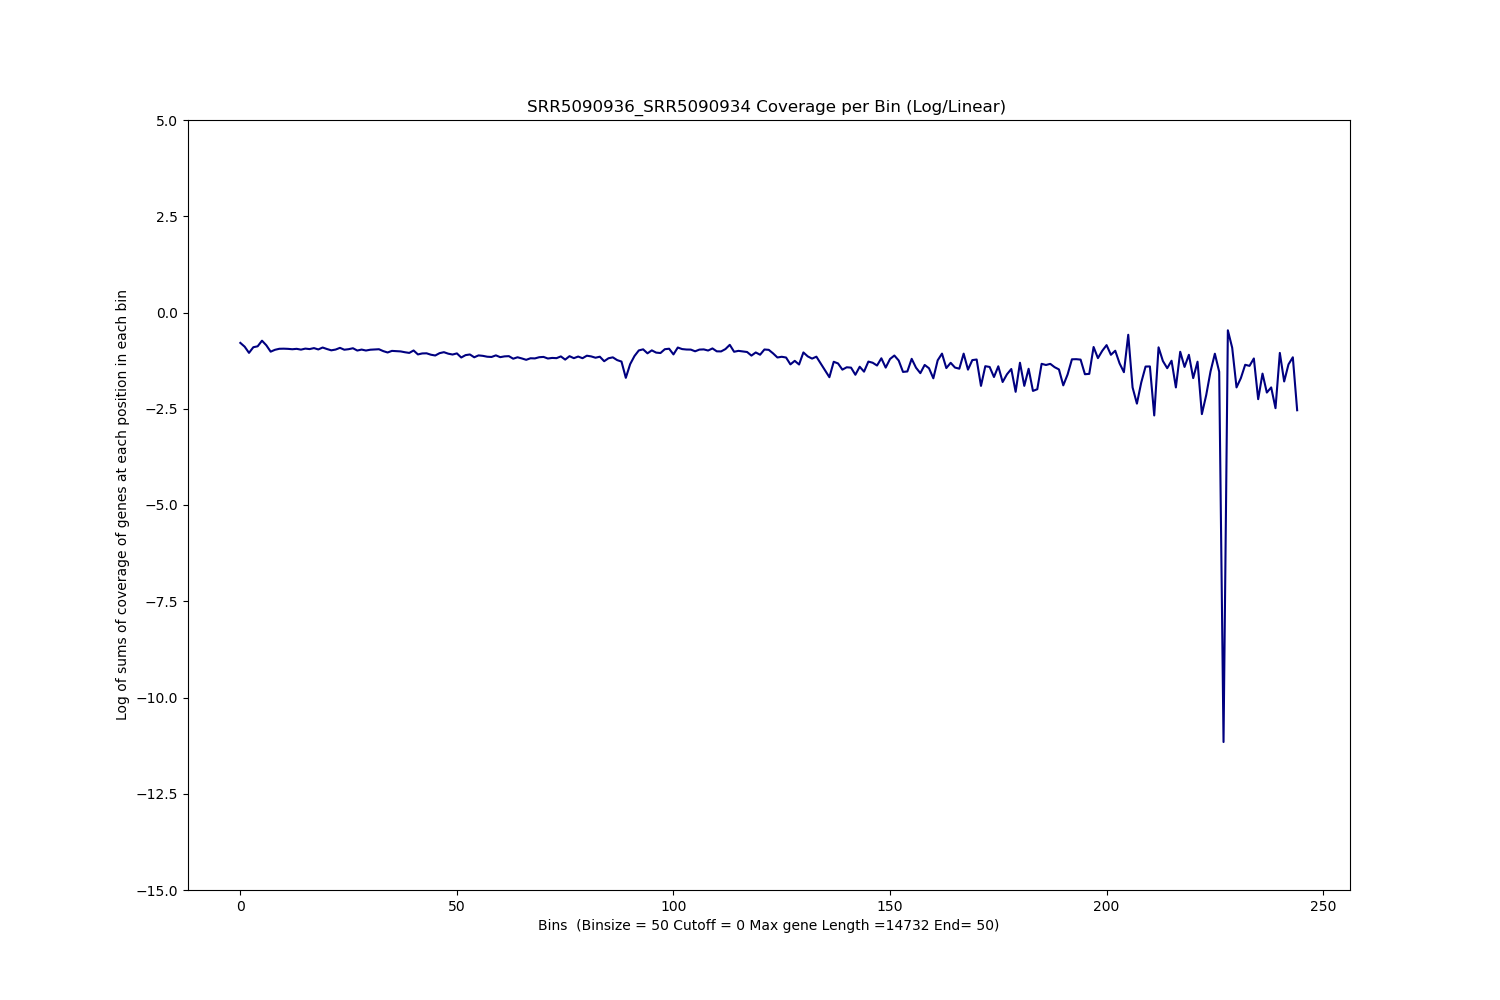 SRR5090936_SRR5090934 Coverage per Bin (Log/Linear)
Log of sums of coverage of genes at each position in each bin
5.0
2.5
0.0
−2.5
−5.0
−7.5
−10.0
−12.5
−15.0
0 50 100 150 200 250
Bins  (Binsize = 50 Cutoff = 0 Max gene Length =14732 End= 50)